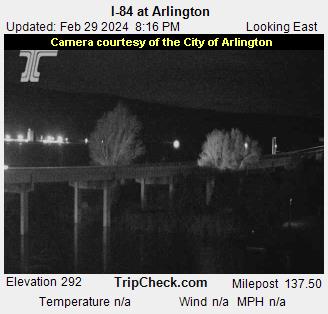 I-84 at Arlington
Updated: Feb 29 2024 8:16 PM Looking East
Camera courtesy of the City of Arlington
Elevation 292 TripCheck.com Milepost 137.50
Temperature n/a Wind n/a MPH n/a